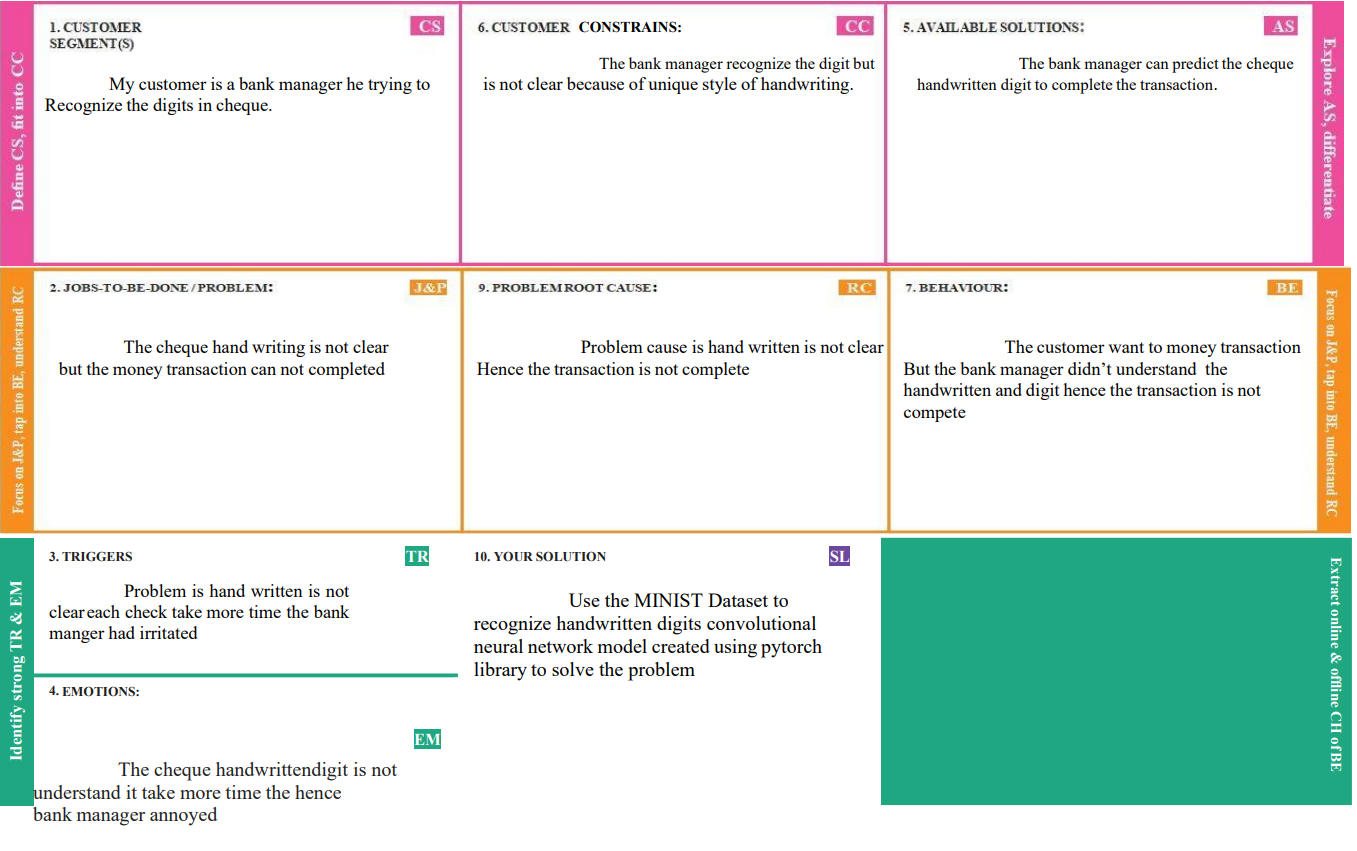 Define CS, fit into CC
1. CUSTOMER
SEGMENT(S)
CS
My customer is a bank manager he trying to
Recognize the digits in cheque.
6. CUSTOMER CONSTRAINS:
CC
The bank manager recognize the digit but
is not clear because of unique style of handwriting.
5. AVAILABLE SOLUTIONS:
AS
The bank manager can predict the cheque
handwritten digit to complete the transaction.
Explore AS, differentiate
Focus on J&P, tap into BE, understand RC
2. JOBS-TO-BE-DONE / PROBLEM:
J&P
The cheque hand writing is not clear
but the money transaction can not completed
9. PROBLEM ROOT CAUSE:
RC
Problem cause is hand written is not clear
Hence the transaction is not complete
7. BEHAVIOUR:
BE
The customer want to money transaction
But the bank manager didn't understand the
handwritten and digit hence the transaction is not
compete
Focus on J&P, tap into BE, understand RC
Identify strong TR & EM
3. TRIGGERS
TR
Problem is hand written is not
clear each check take more time the bank
manger had irritated
4. EMOTIONS:
EM
The cheque handwrittendigit is not
understand it take more time the hence
bank manager annoyed
10. YOUR SOLUTION
SL
Use the MINIST Dataset to
recognize handwritten digits convolutional
neural network model created using pytorch
library to solve the problem
Extract online & offline CH of BE